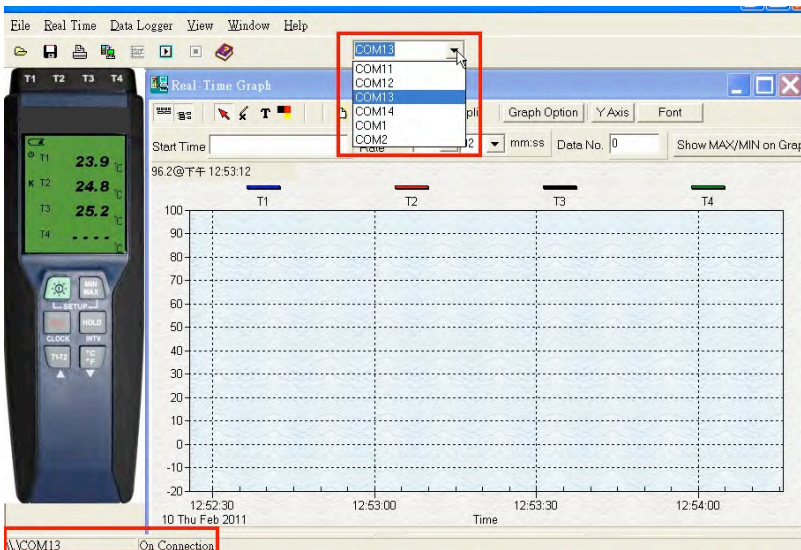 File Real Time Data Logger View Window Help
COM13
COM11
COM12
COM13
COM14
COM1
COM2
T1 T2 T3 T4
Real-Time Graph
T
Graph Option Y Axis Font
Start Time Rate mm:ss Data No. 0 Show MAX/MIN on Grap
96.2@下午 12:53:12
T1 T2 T3 T4
T1 23.9 °C
K T2 24.8 °C
T3 25.2 °C
T4 - - - - °C
MIN MAX
SETUP
HOLD
CLOCK INTV
T1-T2 °C °F
100
90
80
70
60
50
40
30
20
10
0
-10
-20
12:52:30 12:53:00 12:53:30 12:54:00
10 Thu Feb 2011 Time
\\.\COM13 On Connection